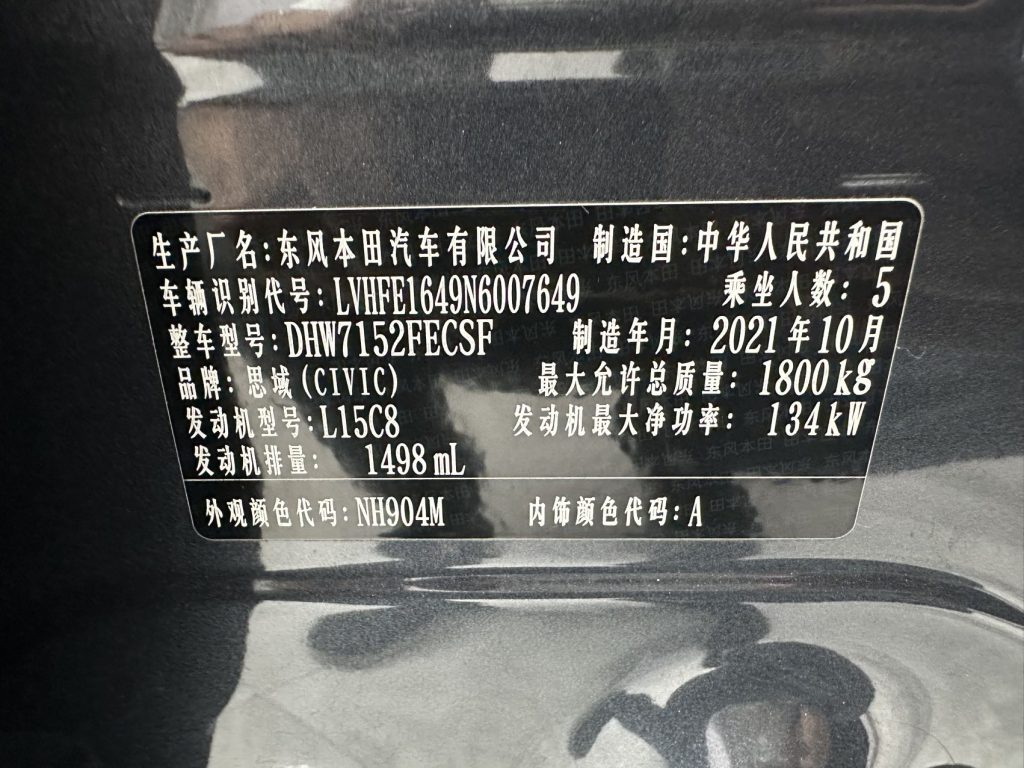 生产厂名:东风本田汽车有限公司 制造国:中华人民共和国
车辆识别代号:LVHFE1649N6007649 乘坐人数: 5
整车型号:DHW7152FECSF 制造年月: 2021年10月
品牌: 思域(CIVIC) 最大允许总质量: 1800kg
发动机型号:L15C8 发动机最大净功率: 134kW
发动机排量: 1498mL
外观颜色代码:NH904M 内饰颜色代码:A